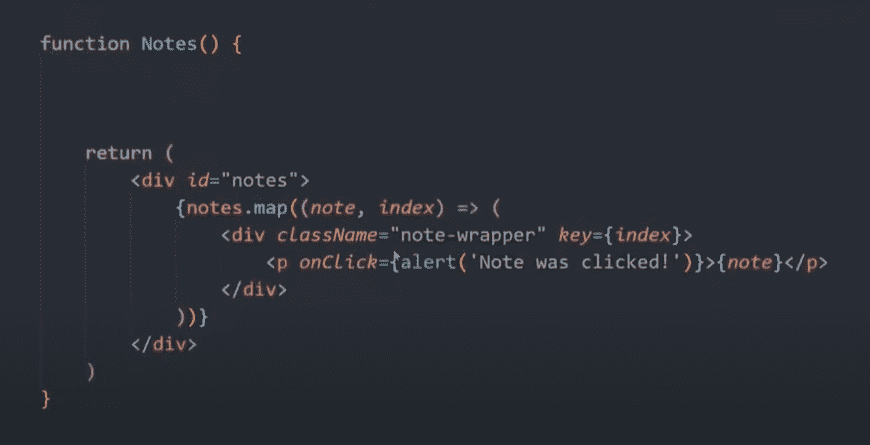 function Notes() {
return (
<div id="notes">
{notes.map((note, index) => (
<div className="note-wrapper" key={index}>
<p onClick={alert('Note was clicked!')}>{note}</p>
</div>
))}
</div>
)
}